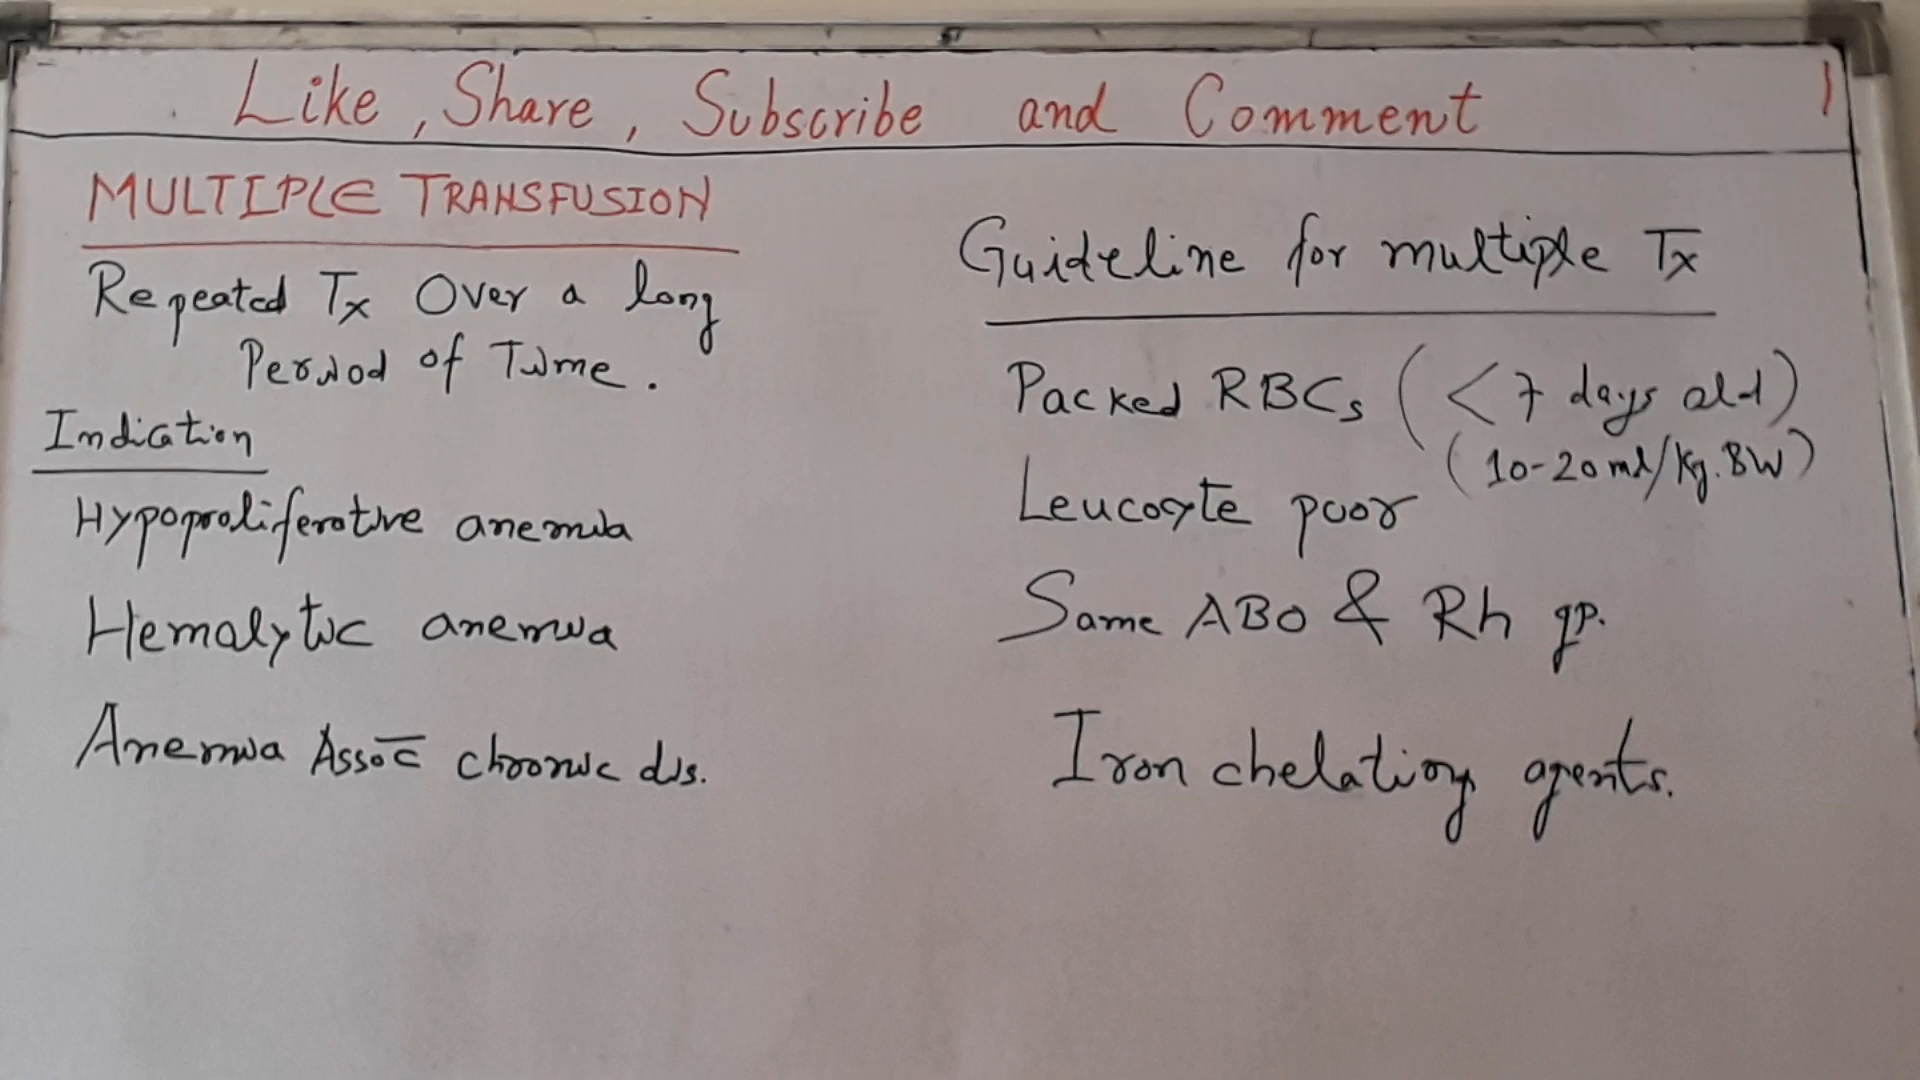 Like, Share, Subscribe and Comment 1
MULTIPLE TRANSFUSION
Repeated Tx Over a long
Period of Time.
Indication
Hypoproliferative anemia
Hemolytic anemia
Anemia Asso c̄ chronic dis.
Guideline for multiple Tx
Packed RBCs (<7 days old)
(10-20 ml/kg.BW)
Leucocyte poor
Same ABO & Rh gp.
Iron chelating agents.